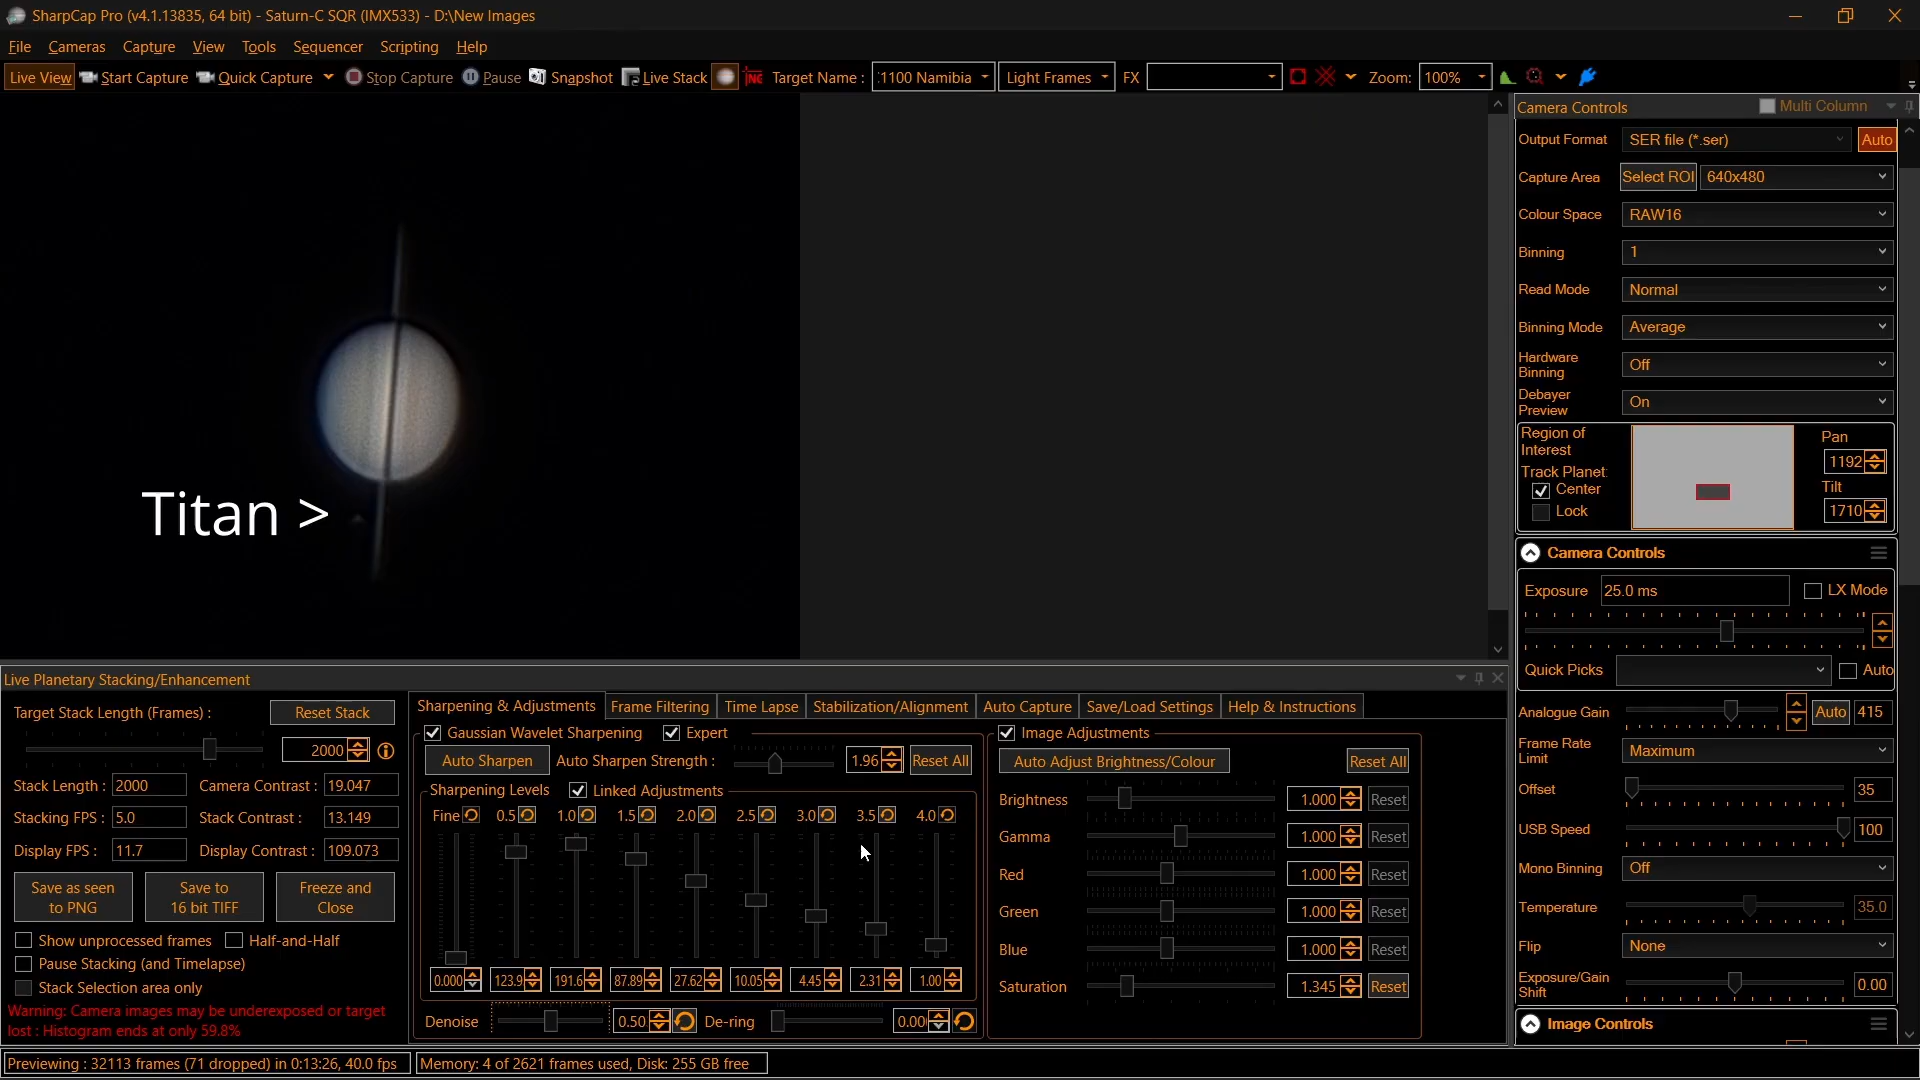 SharpCap Pro (v4.1.13835, 64 bit) - Saturn-C SQR (IMX533) - D:\New Images
File Cameras Capture View Tools Sequencer Scripting Help
Live View Start Capture Quick Capture Stop Capture Pause Snapshot Live Stack Target Name : 1100 Namibia Light Frames FX Zoom: 100%
Titan >
Camera Controls Multi Column
Output Format SER file (*.ser) Auto
Capture Area Select ROI 640x480
Colour Space RAW16
Binning 1
Read Mode Normal
Binning Mode Average
Hardware
Binning Off
Debayer
Preview On
Region of
Interest
Track Planet:
Center
Lock
Pan
1192
Tilt
1710
Camera Controls
Exposure 25.0 ms LX Mode
Quick Picks Auto
Analogue Gain Auto 415
Frame Rate
Limit Maximum
Offset 35
USB Speed 100
Mono Binning Off
Temperature 35.0
Flip None
Exposure/Gain
Shift 0.00
Image Controls
Live Planetary Stacking/Enhancement
Target Stack Length (Frames) : Reset Stack
2000
Stack Length : 2000 Camera Contrast : 19.047
Stacking FPS : 5.0 Stack Contrast : 13.149
Display FPS : 11.7 Display Contrast : 109.073
Save as seen
to PNG
Save to
16 bit TIFF
Freeze and
Close
Show unprocessed frames Half-and-Half
Pause Stacking (and Timelapse)
Stack Selection area only
Warning: Camera images may be underexposed or target
lost : Histogram ends at only 59.8%
Sharpening & Adjustments Frame Filtering Time Lapse Stabilization/Alignment Auto Capture Save/Load Settings Help & Instructions
Gaussian Wavelet Sharpening Expert
Auto Sharpen Auto Sharpen Strength : 1.96 Reset All
Sharpening Levels Linked Adjustments
Fine 0.5 1.0 1.5 2.0 2.5 3.0 3.5 4.0
0.000 123.9 191.6 87.89 27.62 10.05 4.45 2.31 1.00
Denoise 0.50 De-ring 0.00
Image Adjustments
Auto Adjust Brightness/Colour Reset All
Brightness 1.000 Reset
Gamma 1.000 Reset
Red 1.000 Reset
Green 1.000 Reset
Blue 1.000 Reset
Saturation 1.345 Reset
Previewing : 32113 frames (71 dropped) in 0:13:26, 40.0 fps Memory: 4 of 2621 frames used, Disk: 255 GB free